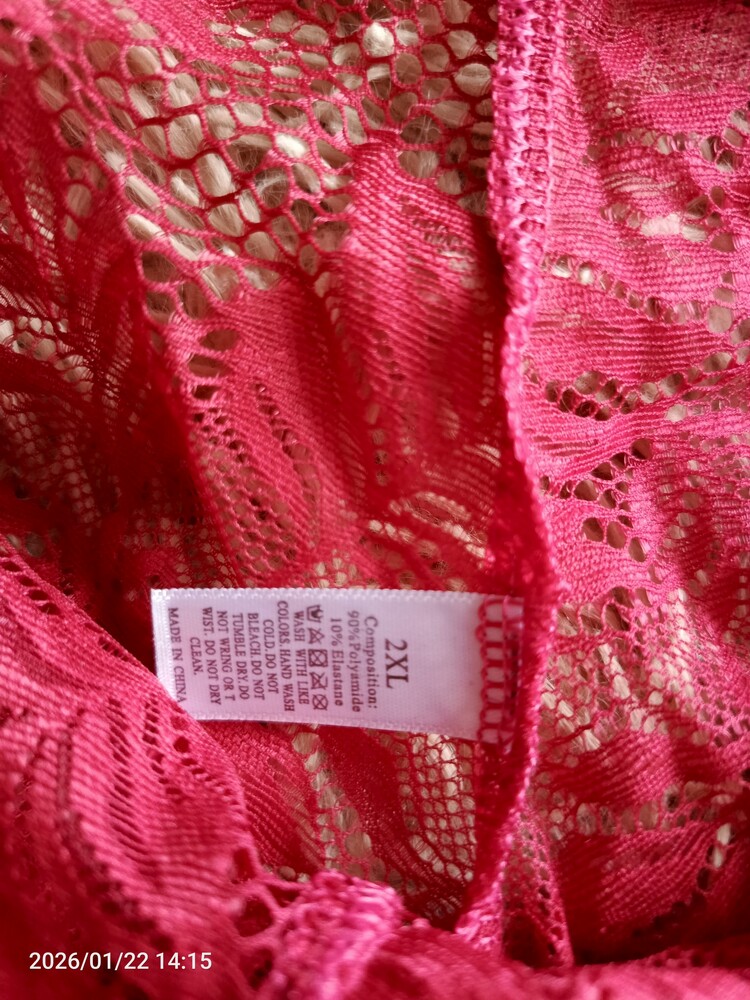 2XL
Composition:
90%Polyamide
10% Elastane
WASH WITH LIKE
COLORS. HAND WASH
COLD. DO NOT
BLEACH DO NOT
TUMBLE DRY. DO
NOT WRING OR T
WIST. DO NOT DRY
CLEAN.
MADE IN CHINA
2026/01/22 14:15